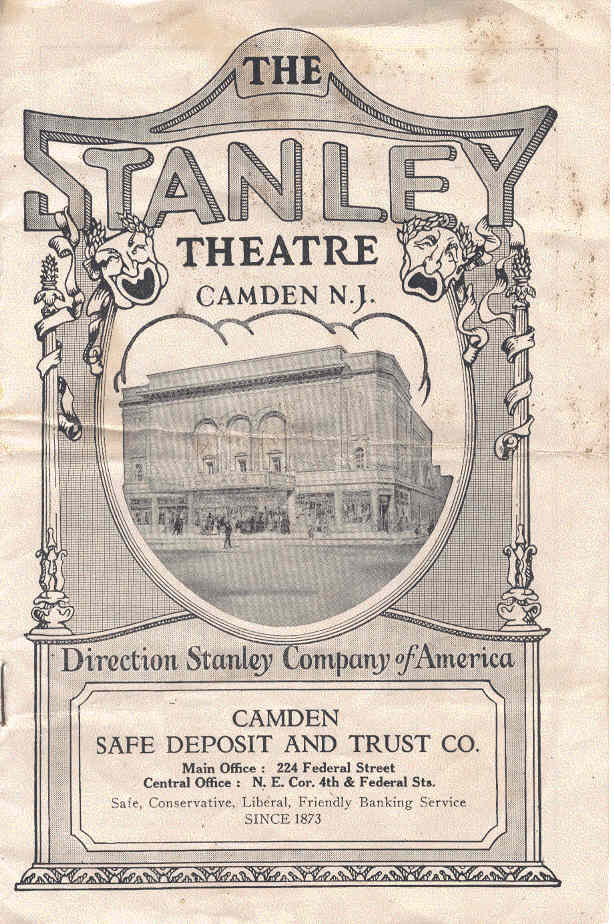 THE
STANLEY
THEATRE
CAMDEN N.J.
Direction Stanley Company of America
CAMDEN
SAFE DEPOSIT AND TRUST CO.
Main Office : 224 Federal Street
Central Office : N. E. Cor. 4th & Federal Sts.
Safe, Conservative, Liberal, Friendly Banking Service
SINCE 1873